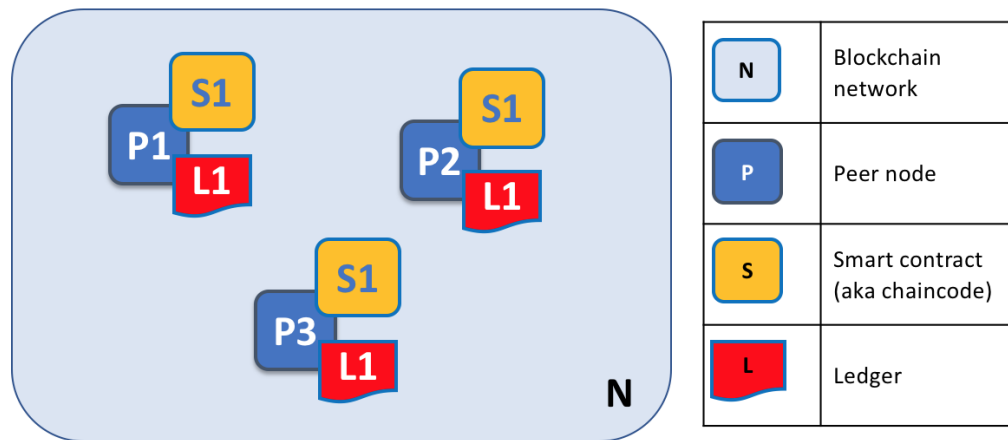 S1
P1
L1
S1
P2
L1
S1
P3
L1
N
N
Blockchain
network
P
Peer node
S
Smart contract
(aka chaincode)
L
Ledger